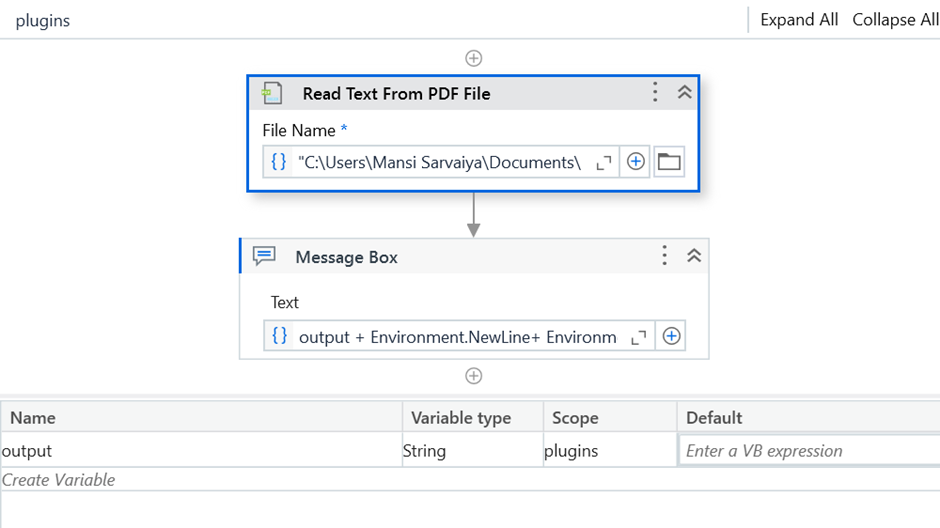 plugins
Expand All Collapse All
Read Text From PDF File
File Name *
{} "C:\Users\Mansi Sarvaiya\Documents\
Message Box
Text
{} output + Environment.NewLine+ Environm
Name Variable type Scope Default
output String plugins Enter a VB expression
Create Variable